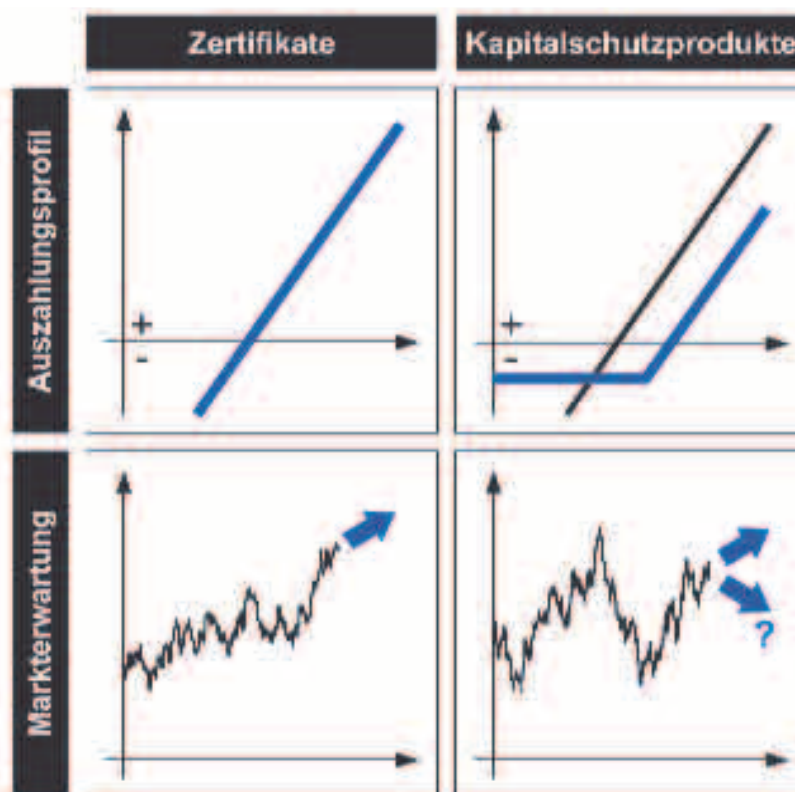 Zertifikate
Kapitalschutzprodukte
Auszahlungsprofil
+
-
+
-
Markterwartung
?